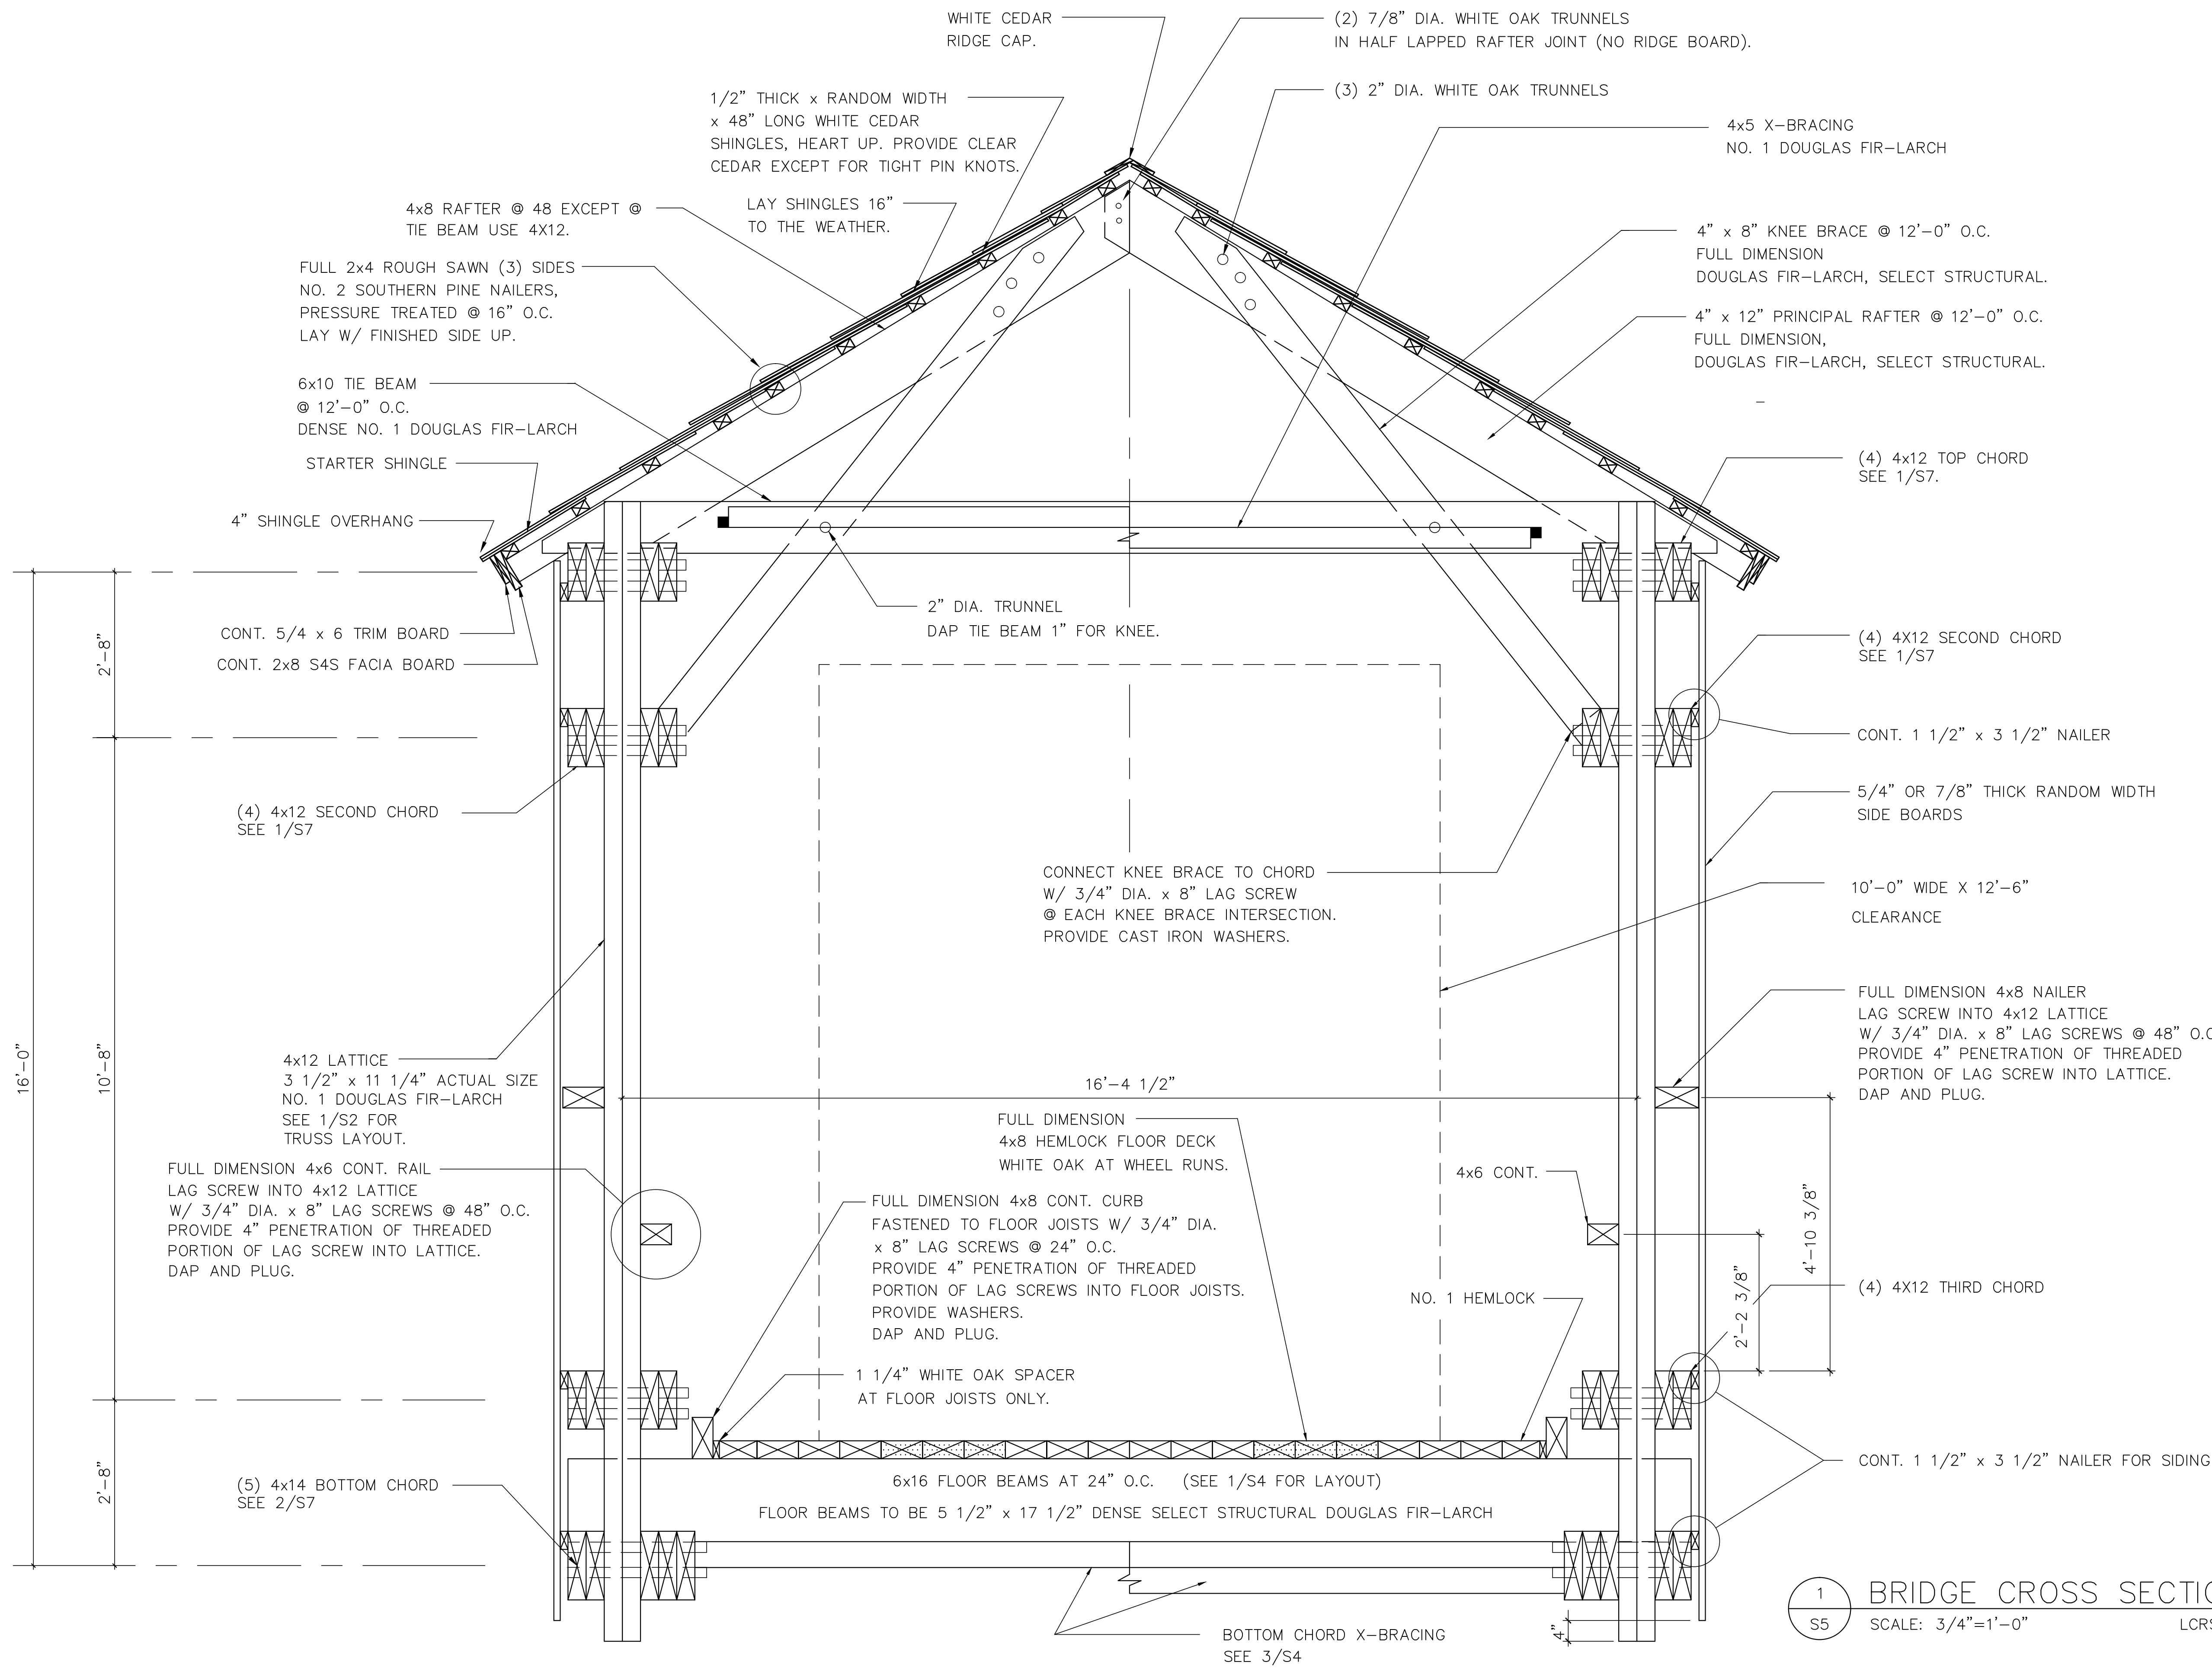 WHITE CEDAR
RIDGE CAP.
(2) 7/8" DIA. WHITE OAK TRUNNELS
IN HALF LAPPED RAFTER JOINT (NO RIDGE BOARD).
1/2" THICK x RANDOM WIDTH
x 48" LONG WHITE CEDAR
SHINGLES, HEART UP. PROVIDE CLEAR
CEDAR EXCEPT FOR TIGHT PIN KNOTS.
(3) 2" DIA. WHITE OAK TRUNNELS
4x5 X-BRACING
NO. 1 DOUGLAS FIR-LARCH
4x8 RAFTER @ 48 EXCEPT @
TIE BEAM USE 4X12.
LAY SHINGLES 16"
TO THE WEATHER.
4" x 8" KNEE BRACE @ 12'-0" O.C.
FULL DIMENSION
DOUGLAS FIR-LARCH, SELECT STRUCTURAL.
FULL 2x4 ROUGH SAWN (3) SIDES
NO. 2 SOUTHERN PINE NAILERS,
PRESSURE TREATED @ 16" O.C.
LAY W/ FINISHED SIDE UP.
4" x 12" PRINCIPAL RAFTER @ 12'-0" O.C.
FULL DIMENSION,
DOUGLAS FIR-LARCH, SELECT STRUCTURAL.
6x10 TIE BEAM
@ 12'-0" O.C.
DENSE NO. 1 DOUGLAS FIR-LARCH
STARTER SHINGLE
(4) 4x12 TOP CHORD
SEE 1/S7.
4" SHINGLE OVERHANG
2" DIA. TRUNNEL
DAP TIE BEAM 1" FOR KNEE.
CONT. 5/4 x 6 TRIM BOARD
CONT. 2x8 S4S FACIA BOARD
2'-8"
(4) 4X12 SECOND CHORD
SEE 1/S7
CONT. 1 1/2" x 3 1/2" NAILER
(4) 4x12 SECOND CHORD
SEE 1/S7
5/4" OR 7/8" THICK RANDOM WIDTH
SIDE BOARDS
CONNECT KNEE BRACE TO CHORD
W/ 3/4" DIA. x 8" LAG SCREW
@ EACH KNEE BRACE INTERSECTION.
PROVIDE CAST IRON WASHERS.
10'-0" WIDE X 12'-6"
CLEARANCE
FULL DIMENSION 4x8 NAILER
LAG SCREW INTO 4x12 LATTICE
W/ 3/4" DIA. x 8" LAG SCREWS @ 48" O.C
PROVIDE 4" PENETRATION OF THREADED
PORTION OF LAG SCREW INTO LATTICE.
DAP AND PLUG.
16'-0"
10'-8"
4x12 LATTICE
3 1/2" x 11 1/4" ACTUAL SIZE
NO. 1 DOUGLAS FIR-LARCH
SEE 1/S2 FOR
TRUSS LAYOUT.
16'-4 1/2"
FULL DIMENSION
4x8 HEMLOCK FLOOR DECK
WHITE OAK AT WHEEL RUNS.
FULL DIMENSION 4x6 CONT. RAIL
LAG SCREW INTO 4x12 LATTICE
W/ 3/4" DIA. x 8" LAG SCREWS @ 48" O.C.
PROVIDE 4" PENETRATION OF THREADED
PORTION OF LAG SCREW INTO LATTICE.
DAP AND PLUG.
4x6 CONT.
FULL DIMENSION 4x8 CONT. CURB
FASTENED TO FLOOR JOISTS W/ 3/4" DIA.
x 8" LAG SCREWS @ 24" O.C.
PROVIDE 4" PENETRATION OF THREADED
PORTION OF LAG SCREWS INTO FLOOR JOISTS.
PROVIDE WASHERS.
DAP AND PLUG.
4'-10 3/8"
2'-2 3/8"
(4) 4X12 THIRD CHORD
NO. 1 HEMLOCK
1 1/4" WHITE OAK SPACER
AT FLOOR JOISTS ONLY.
2'-8"
(5) 4x14 BOTTOM CHORD
SEE 2/S7
6x16 FLOOR BEAMS AT 24" O.C. (SEE 1/S4 FOR LAYOUT)
FLOOR BEAMS TO BE 5 1/2" x 17 1/2" DENSE SELECT STRUCTURAL DOUGLAS FIR-LARCH
CONT. 1 1/2" x 3 1/2" NAILER FOR SIDING
BOTTOM CHORD X-BRACING
SEE 3/S4
4"
1
S5
BRIDGE CROSS SECTIO
SCALE: 3/4"=1'-0"
LCRS